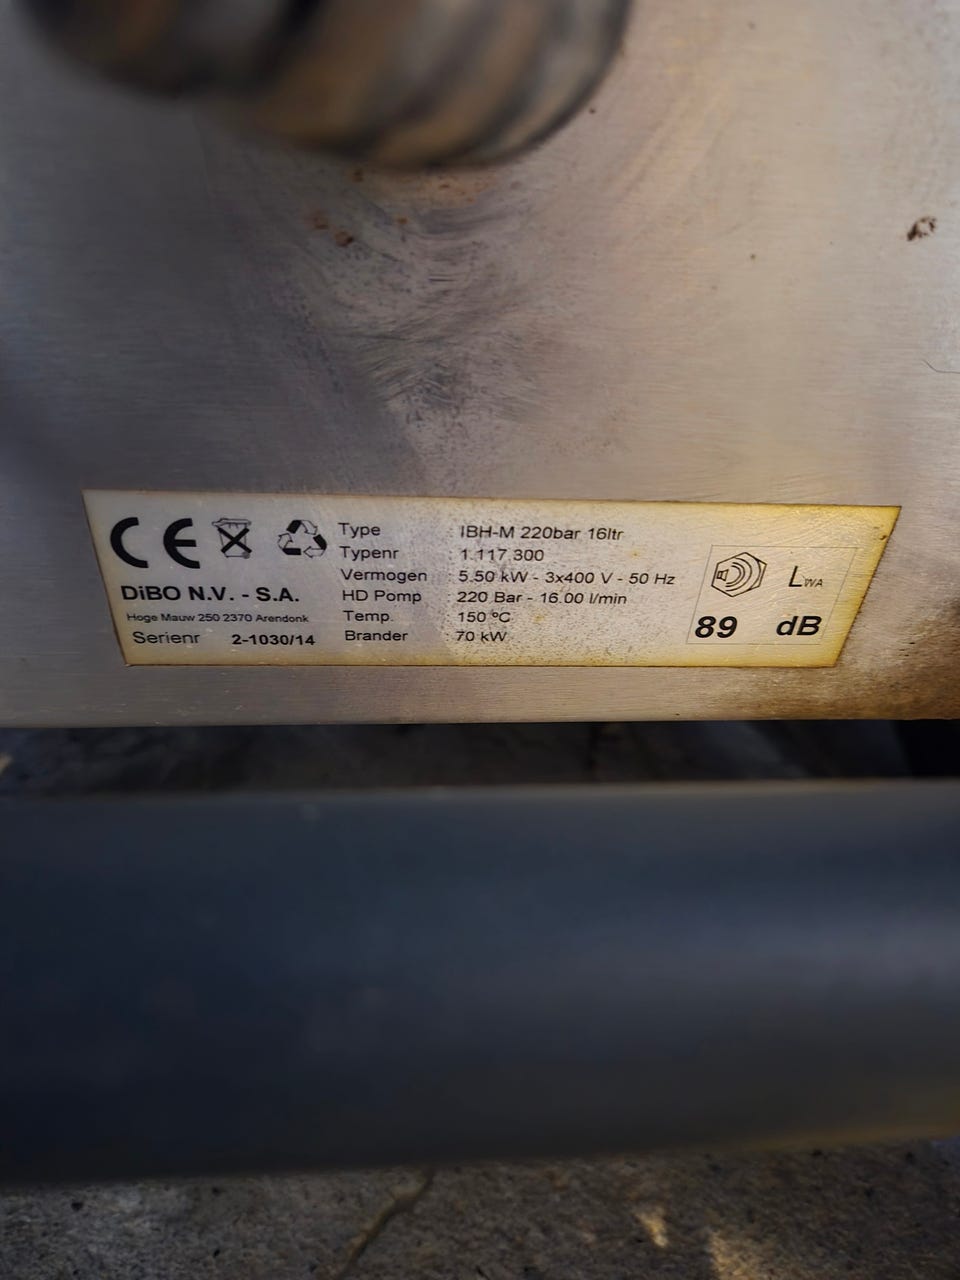 CE
DiBO N.V. - S.A.
Hoge Mauw 250 2370 Arendonk
Serienr 2-1030/14
Type : IBH-M 220bar 16ltr
Typenr : 1.117.300
Vermogen : 5.50 kW - 3x400 V - 50 Hz
HD Pomp : 220 Bar - 16.00 l/min
Temp. : 150 ºC
Brander : 70 kW
LWA
89 dB